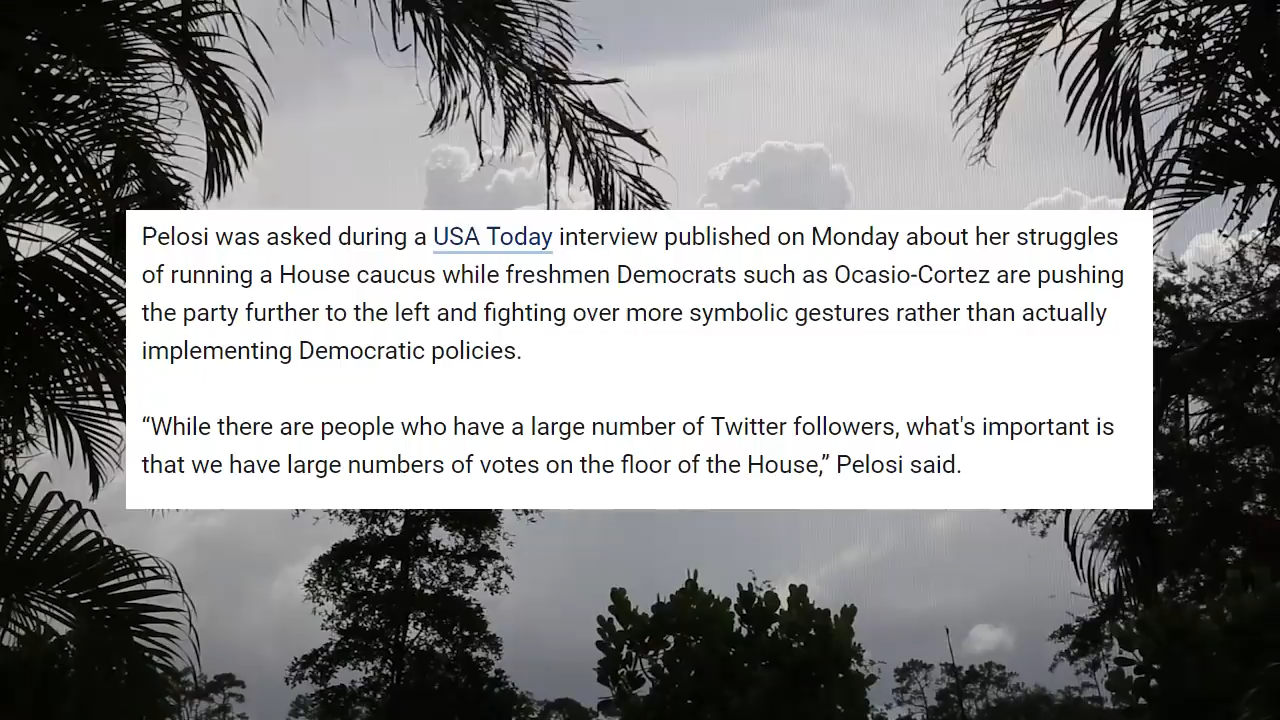 Pelosi was asked during a USA Today interview published on Monday about her struggles
of running a House caucus while freshmen Democrats such as Ocasio-Cortez are pushing
the party further to the left and fighting over more symbolic gestures rather than actually
implementing Democratic policies.
“While there are people who have a large number of Twitter followers, what's important is
that we have large numbers of votes on the floor of the House,” Pelosi said.